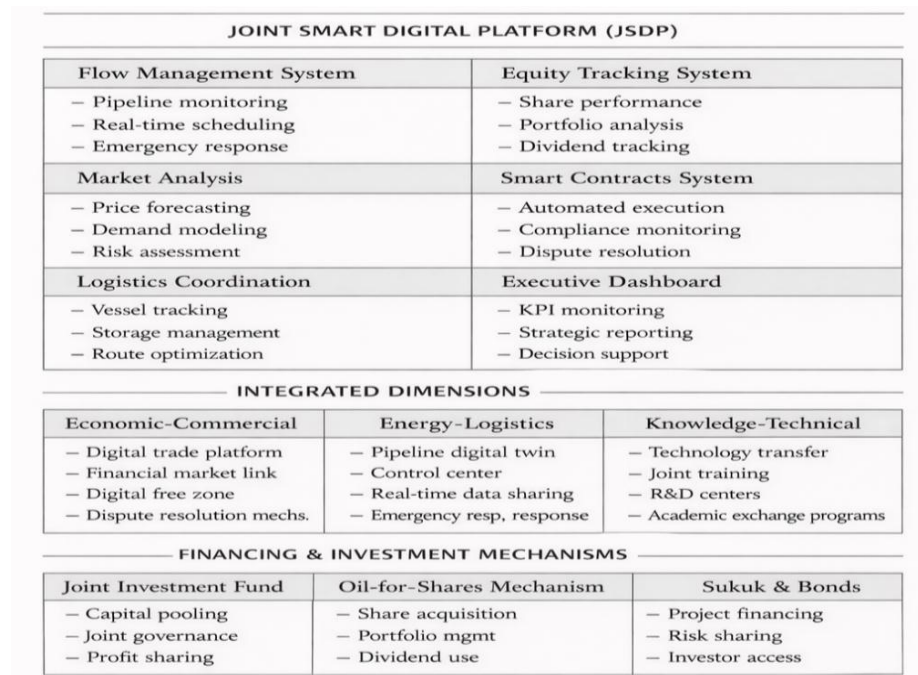 JOINT SMART DIGITAL PLATFORM (JSDP)
Flow Management System
– Pipeline monitoring
– Real-time scheduling
– Emergency response
Equity Tracking System
– Share performance
– Portfolio analysis
– Dividend tracking
Market Analysis
– Price forecasting
– Demand modeling
– Risk assessment
Smart Contracts System
– Automated execution
– Compliance monitoring
– Dispute resolution
Logistics Coordination
– Vessel tracking
– Storage management
– Route optimization
Executive Dashboard
– KPI monitoring
– Strategic reporting
– Decision support
INTEGRATED DIMENSIONS
Economic-Commercial
– Digital trade platform
– Financial market link
– Digital free zone
– Dispute resolution mechs.
Energy-Logistics
– Pipeline digital twin
– Control center
– Real-time data sharing
– Emergency resp, response
Knowledge-Technical
– Technology transfer
– Joint training
– R&D centers
– Academic exchange programs
FINANCING & INVESTMENT MECHANISMS
Joint Investment Fund
– Capital pooling
– Joint governance
– Profit sharing
Oil-for-Shares Mechanism
– Share acquisition
– Portfolio mgmt
– Dividend use
Sukuk & Bonds
– Project financing
– Risk sharing
– Investor access